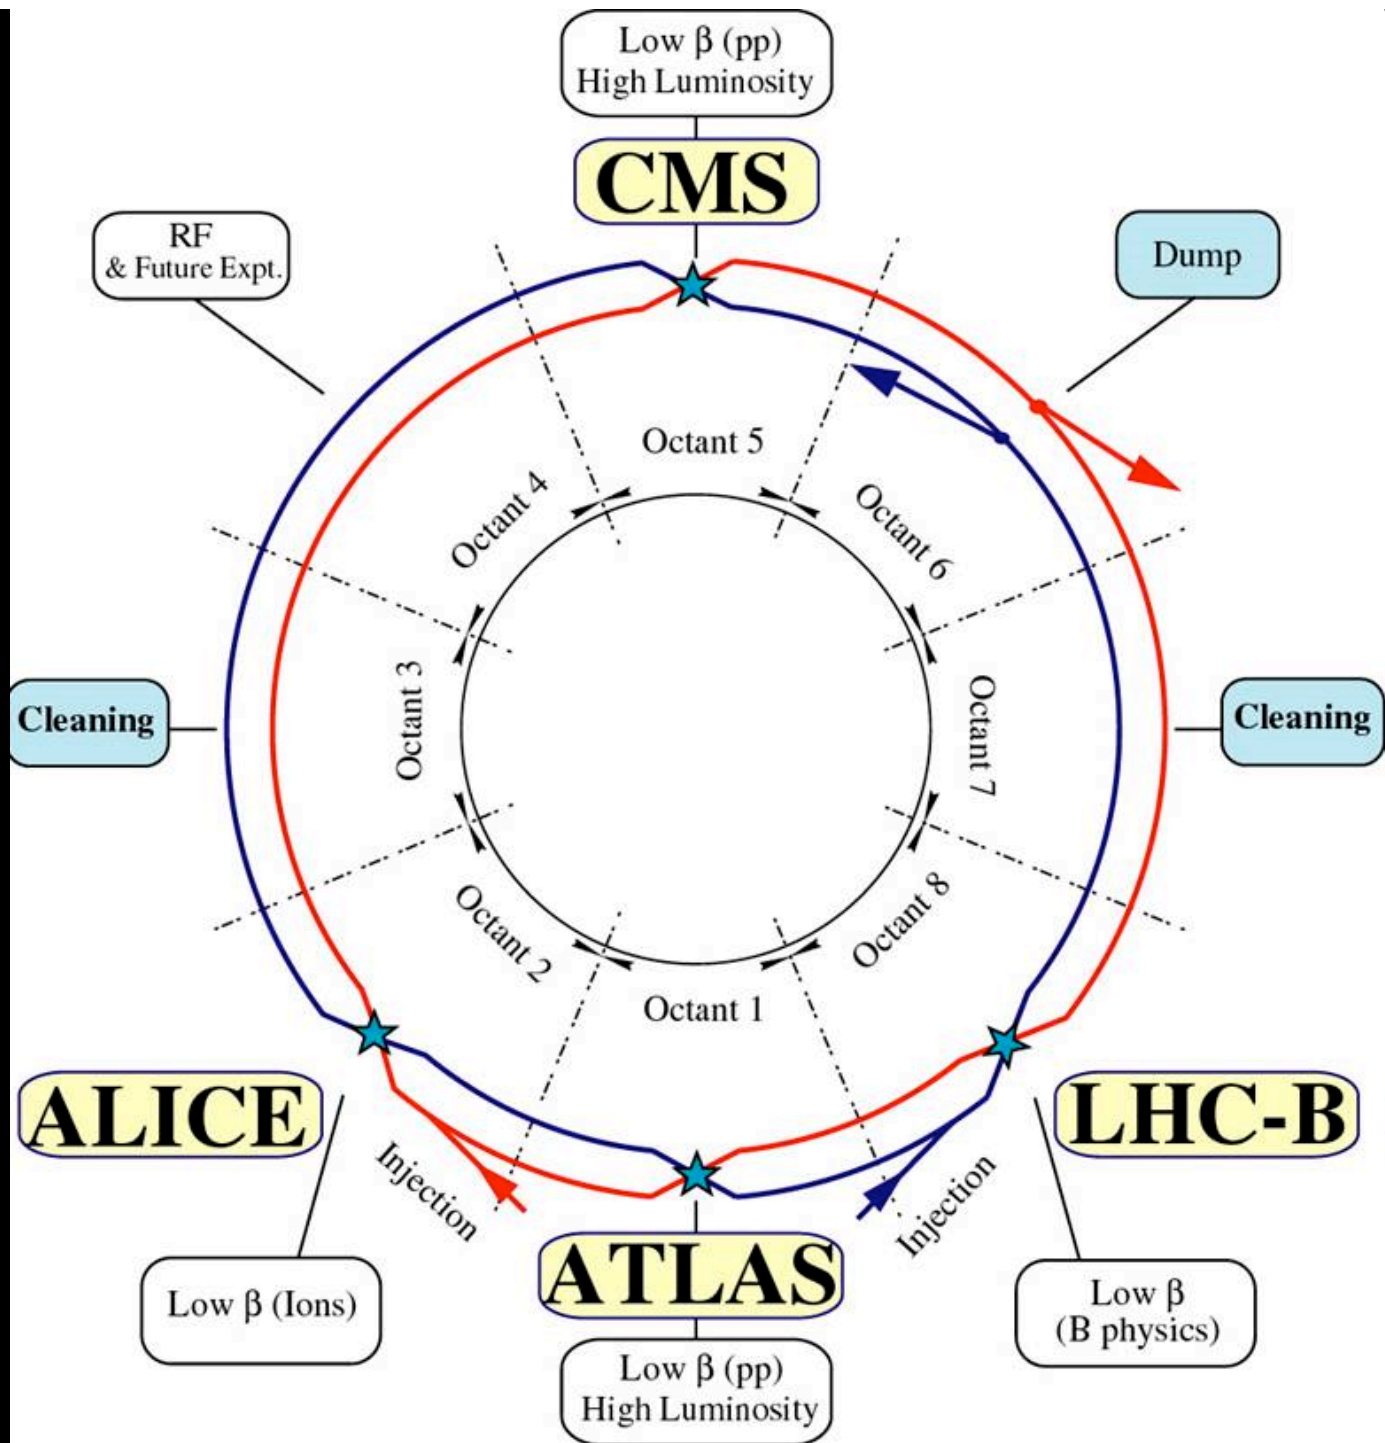 Low β (pp)
High Luminosity
CMS
RF
& Future Expt.
Dump
Octant 5
Octant 4
Octant 6
Cleaning
Octant 3
Octant 7
Cleaning
Octant 2
Octant 8
Octant 1
ALICE
LHC-B
Injection
Injection
ATLAS
Low β (Ions)
Low β
(B physics)
Low β (pp)
High Luminosity